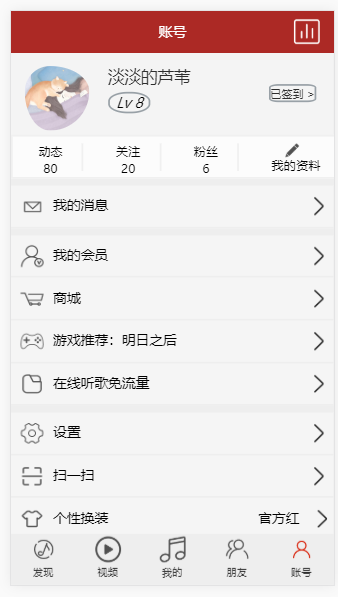 账号
淡淡的芦苇
Lv 8
已签到 >
动态 关注 粉丝 我的资料
80 20 6
我的消息
我的会员
商城
游戏推荐：明日之后
在线听歌免流量
设置
扫一扫
个性换装 官方红
发现 视频 我的 朋友 账号